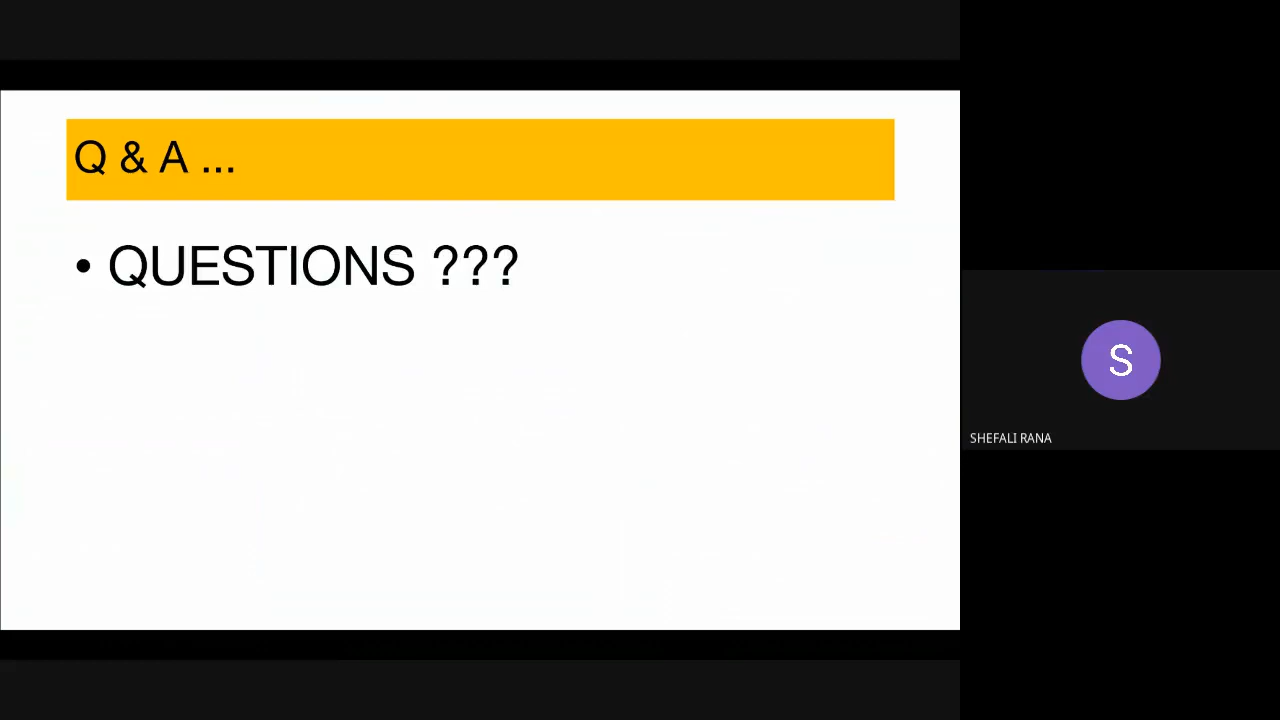 Q & A ...
• QUESTIONS ???
S
SHEFALI RANA